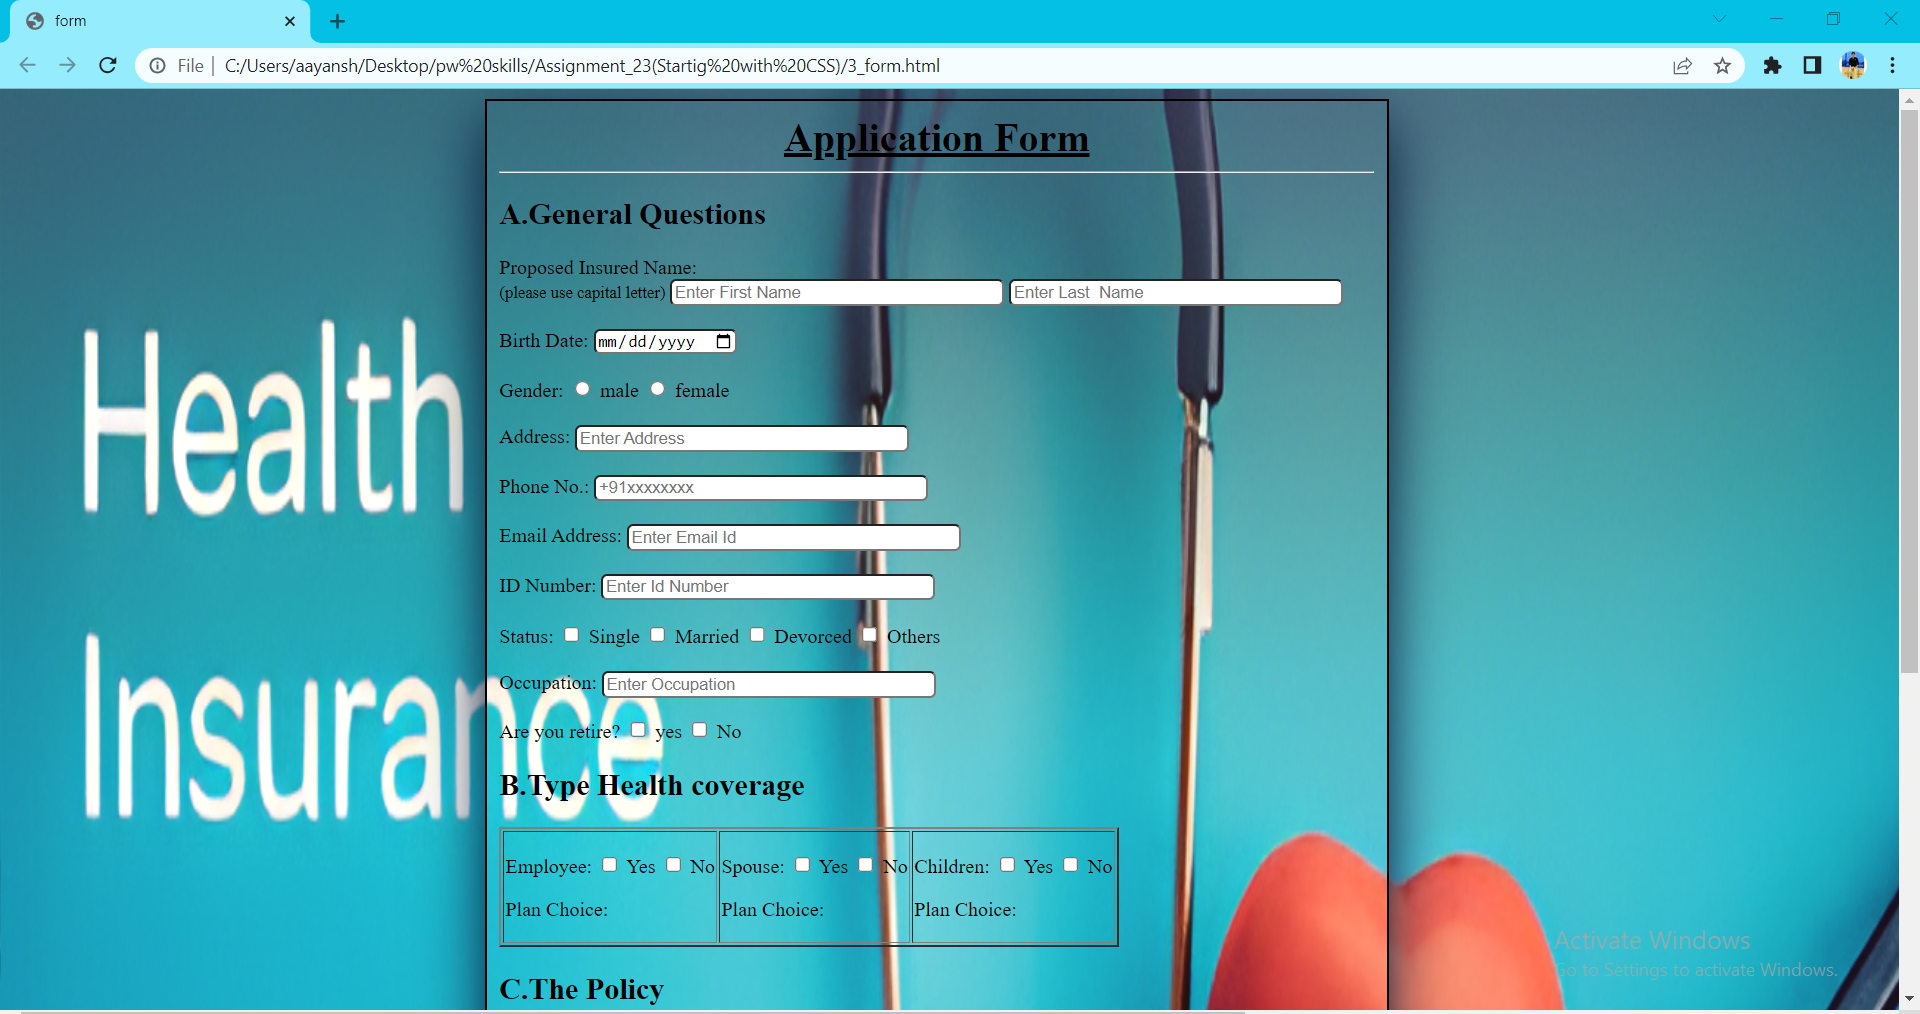 form
File
C:/Users/aayansh/Desktop/pw%20skills/Assignment_23(Startig%20with%20CSS)/3_form.html
Application Form
A.General Questions
Proposed Insured Name:
(please use capital letter) Enter First Name Enter Last  Name
Birth Date: mm/dd/yyyy
Gender: male female
Address: Enter Address
Phone No.: +91xxxxxxxx
Email Address: Enter Email Id
ID Number: Enter Id Number
Status: Single Married Devorced Others
Occupation: Enter Occupation
Are you retire? yes No
B.Type Health coverage
Employee: Yes No Spouse: Yes No Children: Yes No
Plan Choice: Plan Choice: Plan Choice:
C.The Policy
Health
Insurance
Activate Windows
Go to Settings to activate Windows.